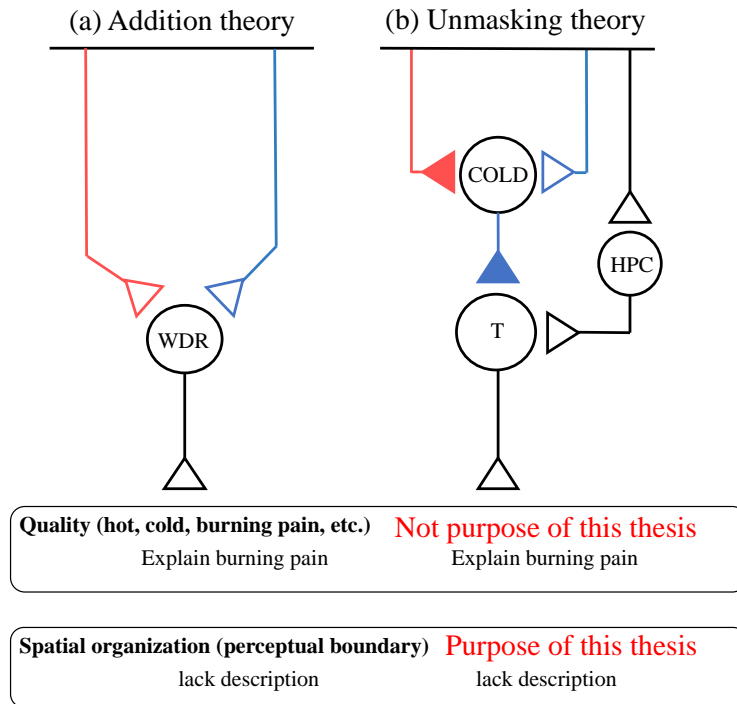 (a) Addition theory
(b) Unmasking theory
COLD
HPC
WDR
T
Quality (hot, cold, burning pain, etc.) Not purpose of this thesis
Explain burning pain
Explain burning pain
Spatial organization (perceptual boundary) Purpose of this thesis
lack description
lack description